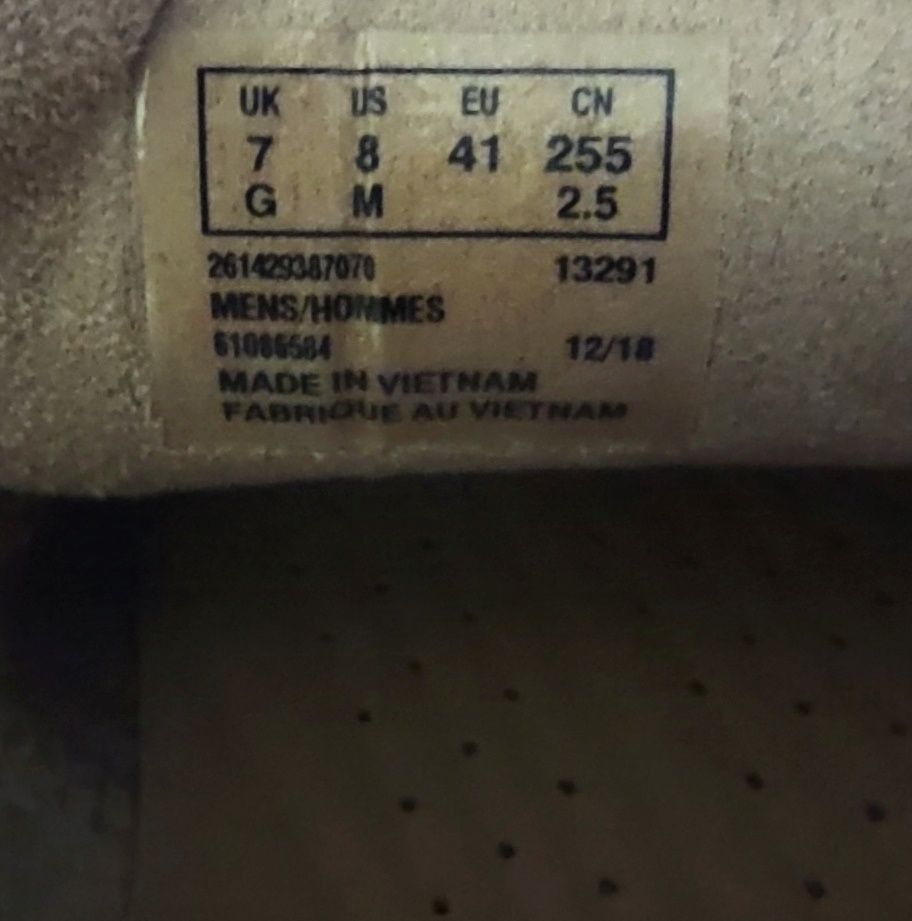 UK US EU CN
7 8 41 255
G M 2.5
261429387070 13291
MENS/HOMMES
61086584 12/18
MADE IN VIETNAM
FABRIQUE AU VIETNAM